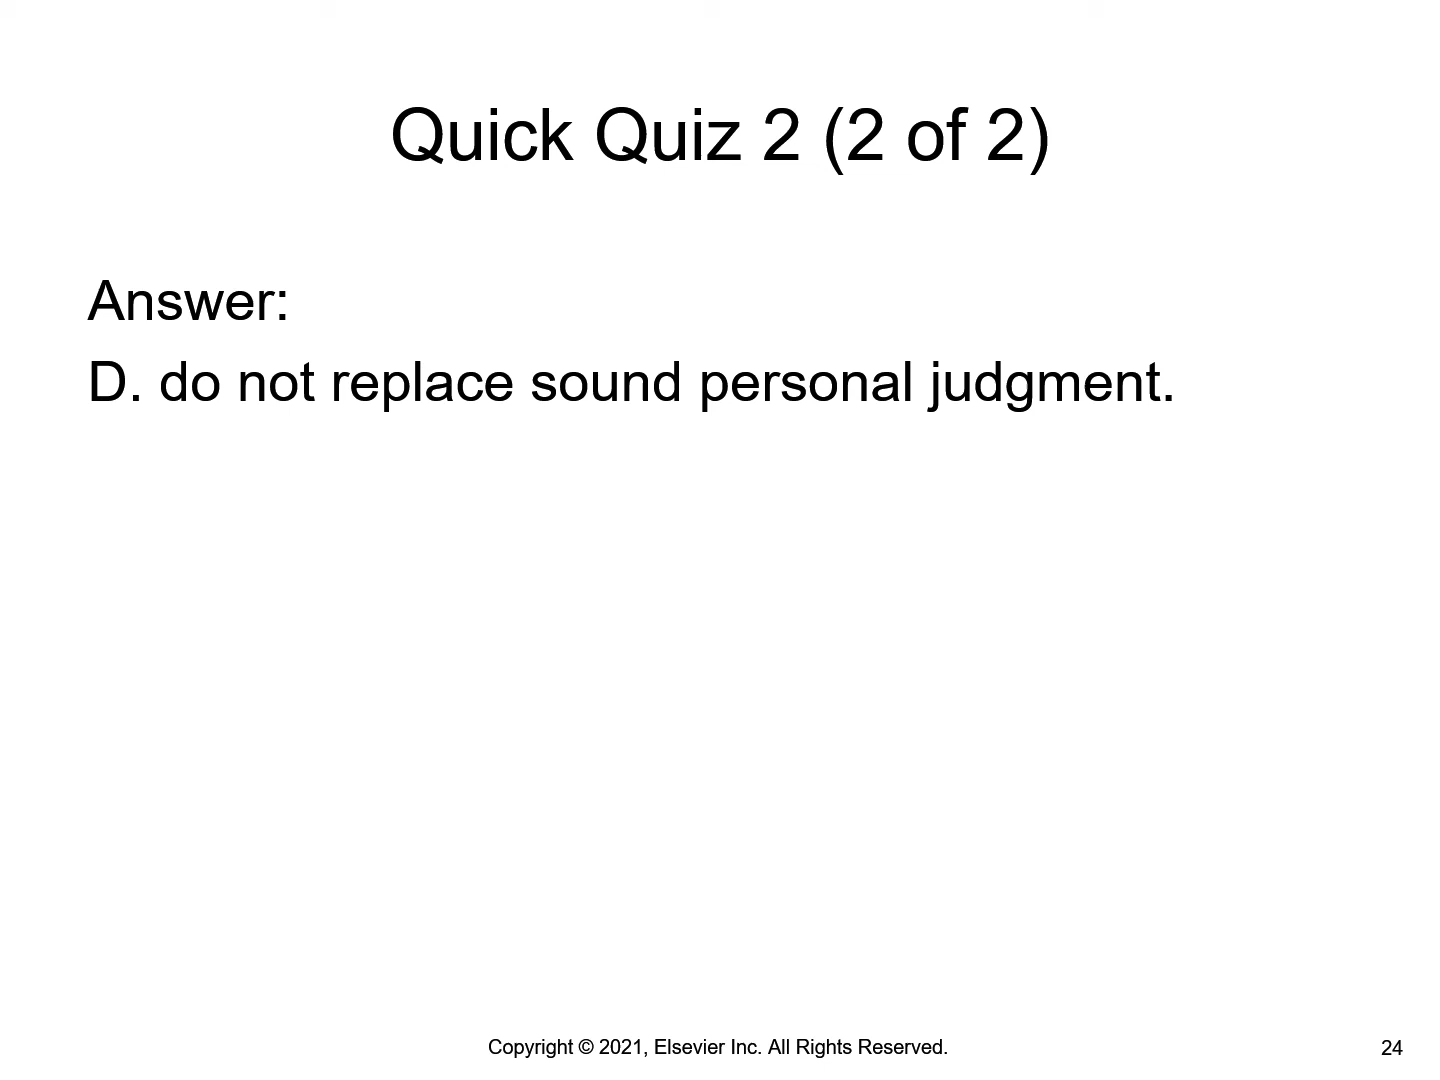 Quick Quiz 2 (2 of 2)
Answer:
D. do not replace sound personal judgment.
Copyright © 2021, Elsevier Inc. All Rights Reserved.
24